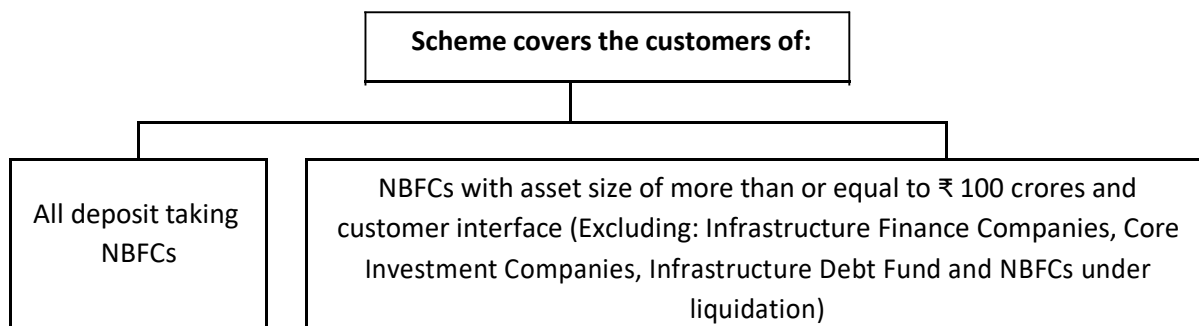 Scheme covers the customers of:
All deposit taking
NBFCs
NBFCs with asset size of more than or equal to ₹ 100 crores and
customer interface (Excluding: Infrastructure Finance Companies, Core
Investment Companies, Infrastructure Debt Fund and NBFCs under
liquidation)